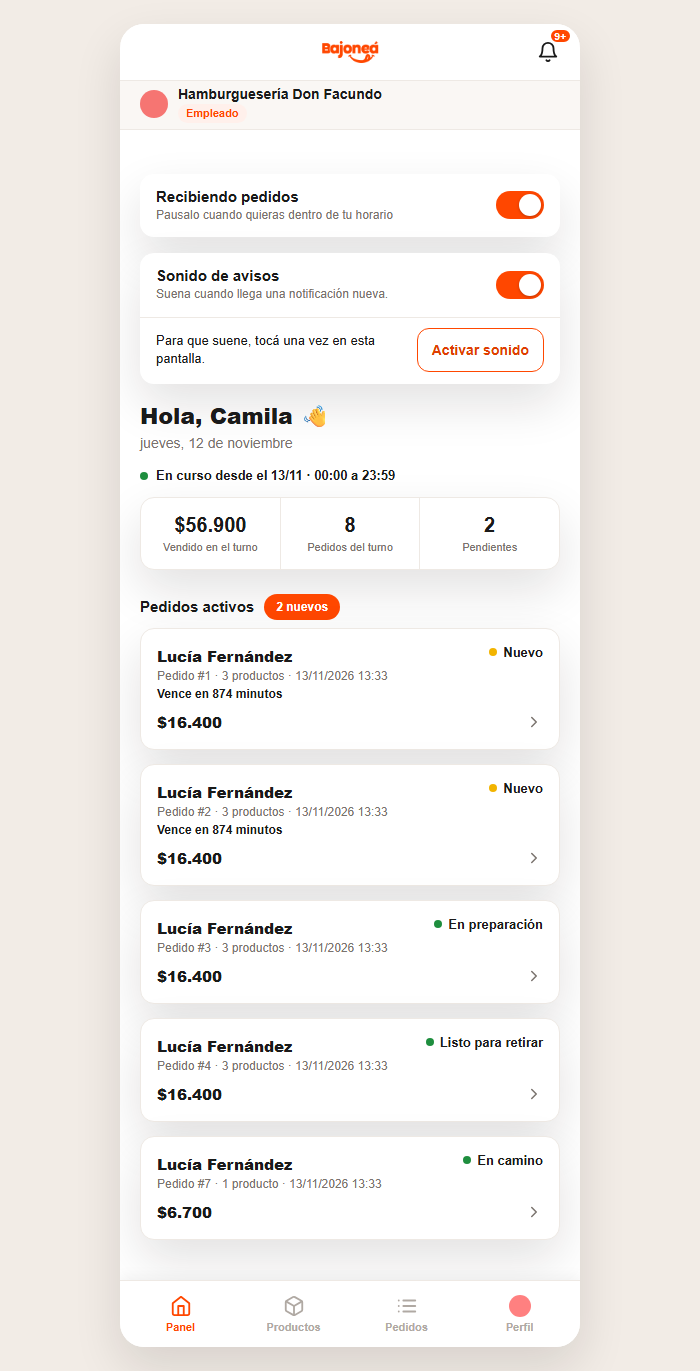 Bajoneá
9+
Hamburguesería Don Facundo
Empleado
Recibiendo pedidos
Pausalo cuando quieras dentro de tu horario
Sonido de avisos
Suena cuando llega una notificación nueva.
Para que suene, tocá una vez en esta
pantalla.
Activar sonido
Hola, Camila 👋
jueves, 12 de noviembre
En curso desde el 13/11 · 00:00 a 23:59
$56.900
Vendido en el turno
8
Pedidos del turno
2
Pendientes
Pedidos activos
2 nuevos
Lucía Fernández
Nuevo
Pedido #1 · 3 productos · 13/11/2026 13:33
Vence en 874 minutos
$16.400
Lucía Fernández
Nuevo
Pedido #2 · 3 productos · 13/11/2026 13:33
Vence en 874 minutos
$16.400
Lucía Fernández
En preparación
Pedido #3 · 3 productos · 13/11/2026 13:33
$16.400
Lucía Fernández
Listo para retirar
Pedido #4 · 3 productos · 13/11/2026 13:33
$16.400
Lucía Fernández
En camino
Pedido #7 · 1 producto · 13/11/2026 13:33
$6.700
Panel
Productos
Pedidos
Perfil